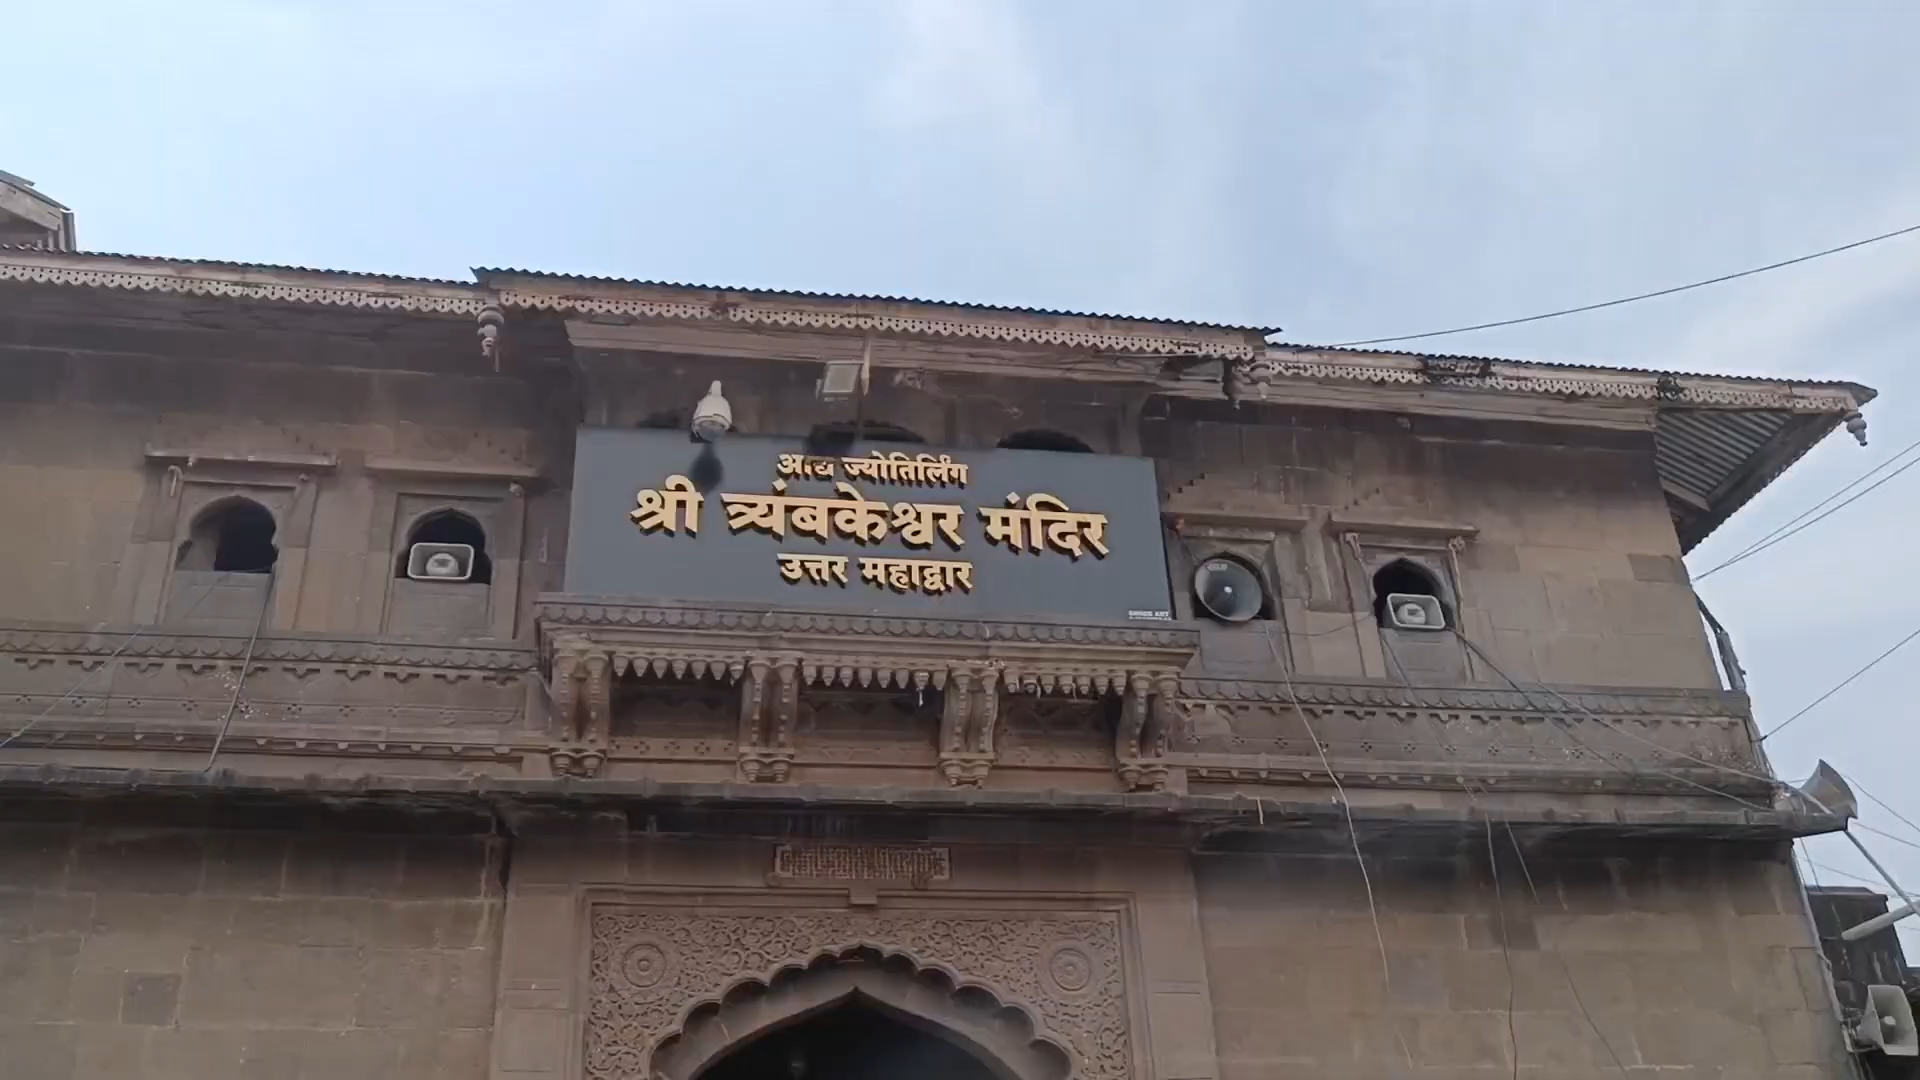 आद्य ज्योतिर्लिंग
श्री त्र्यंबकेश्वर मंदिर
उत्तर महाद्वार